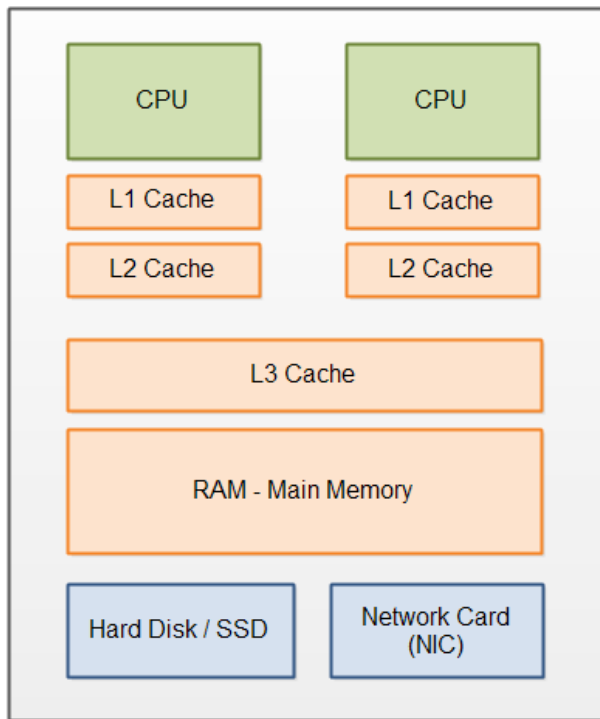 CPU
CPU
L1 Cache
L1 Cache
L2 Cache
L2 Cache
L3 Cache
RAM - Main Memory
Hard Disk / SSD
Network Card
(NIC)